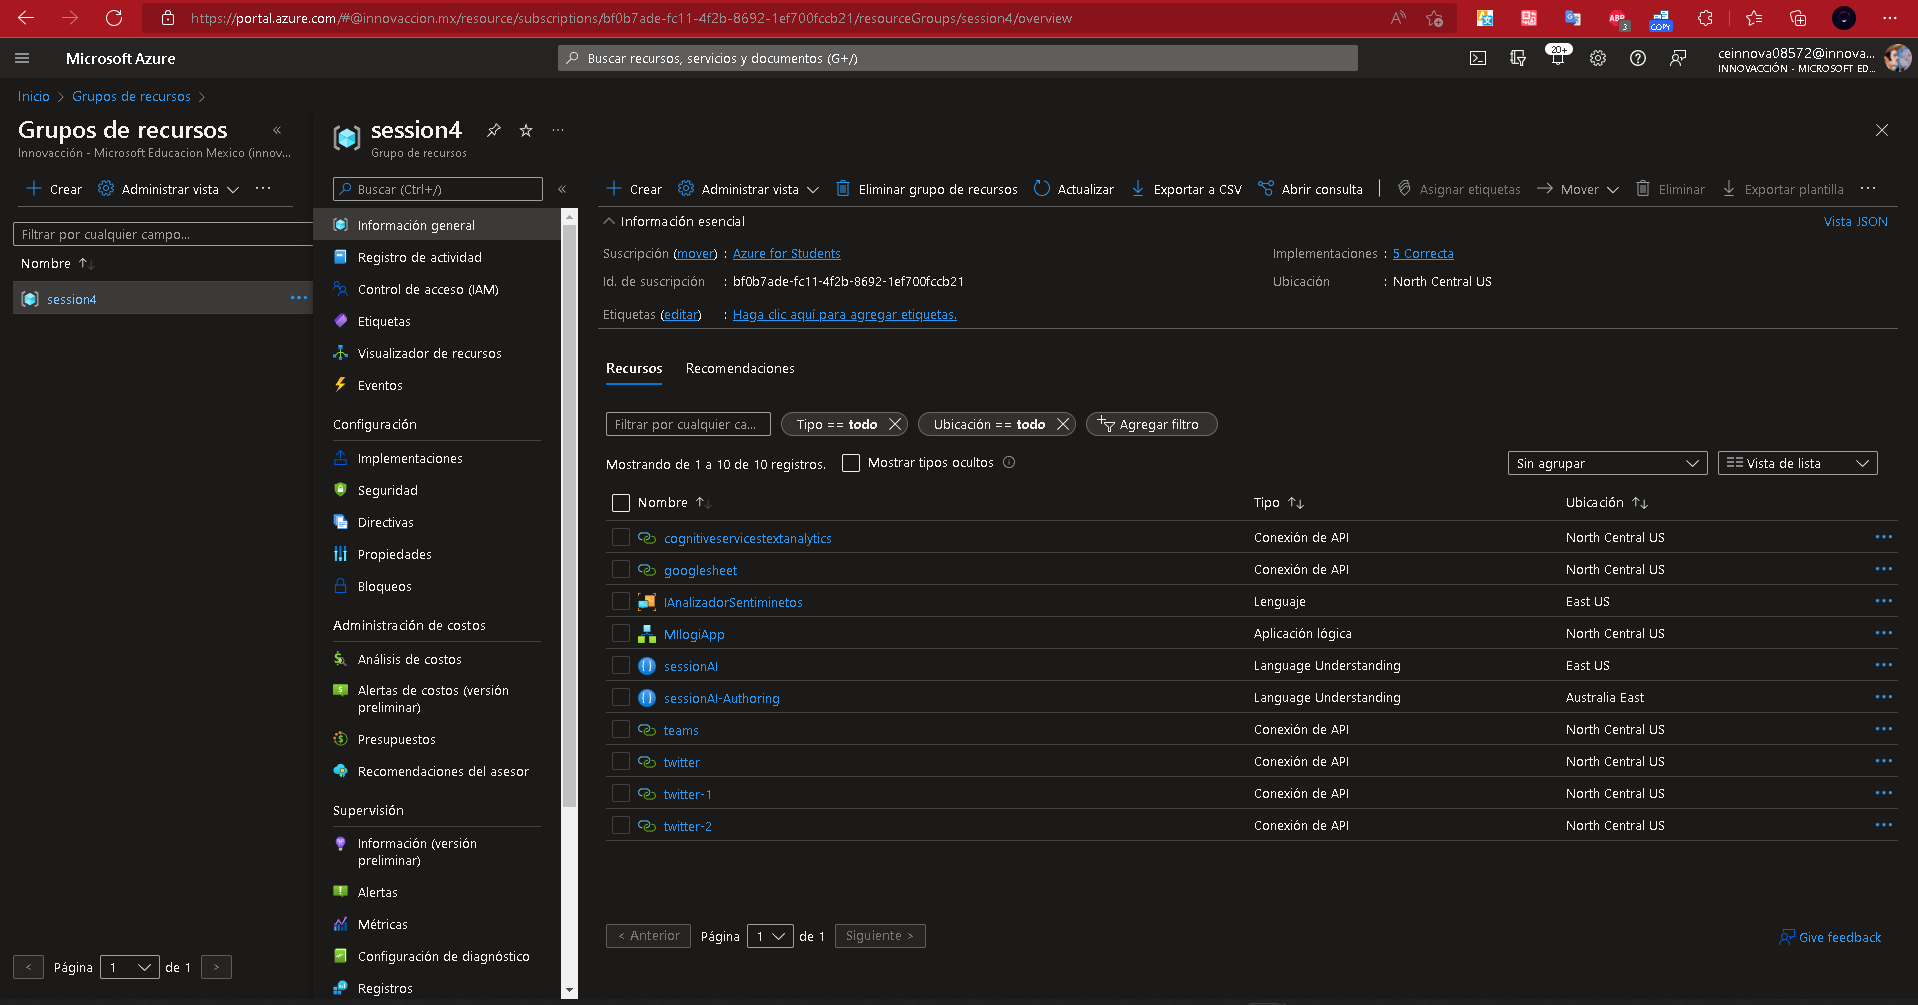 https://portal.azure.com/#@innovaccion.mx/resource/subscriptions/bf0b7ade-fc11-4f2b-8692-1ef700fccb21/resourceGroups/session4/overview
ABP
3
COPY
Microsoft Azure
Buscar recursos, servicios y documentos (G+/)
20+
ceinnova08572@innova...
INNOVACCIÓN - MICROSOFT ED...
Inicio > Grupos de recursos >
Grupos de recursos
Innovacción - Microsoft Educacion Mexico (innov...
Crear
Administrar vista
Filtrar por cualquier campo...
Nombre
session4
Página 1 de 1
session4
Grupo de recursos
Buscar (Ctrl+/)
Información general
Registro de actividad
Control de acceso (IAM)
Etiquetas
Visualizador de recursos
Eventos
Configuración
Implementaciones
Seguridad
Directivas
Propiedades
Bloqueos
Administración de costos
Análisis de costos
Alertas de costos (versión
preliminar)
Presupuestos
Recomendaciones del asesor
Supervisión
Información (versión
preliminar)
Alertas
Métricas
Configuración de diagnóstico
Registros
Crear Administrar vista Eliminar grupo de recursos Actualizar Exportar a CSV Abrir consulta Asignar etiquetas Mover Eliminar Exportar plantilla
Información esencial
Vista JSON
Suscripción (mover) : Azure for Students
Implementaciones : 5 Correcta
Id. de suscripción : bf0b7ade-fc11-4f2b-8692-1ef700fccb21
Ubicación : North Central US
Etiquetas (editar) : Haga clic aquí para agregar etiquetas.
Recursos Recomendaciones
Filtrar por cualquier ca... Tipo == todo Ubicación == todo Agregar filtro
Mostrando de 1 a 10 de 10 registros. Mostrar tipos ocultos
Sin agrupar Vista de lista
Nombre Tipo Ubicación
cognitiveservicestextanalytics Conexión de API North Central US
googlesheet Conexión de API North Central US
IAnalizadorSentiminetos Lenguaje East US
MIlogiApp Aplicación lógica North Central US
sessionAI Language Understanding East US
sessionAI-Authoring Language Understanding Australia East
teams Conexión de API North Central US
twitter Conexión de API North Central US
twitter-1 Conexión de API North Central US
twitter-2 Conexión de API North Central US
< Anterior Página 1 de 1 Siguiente >
Give feedback